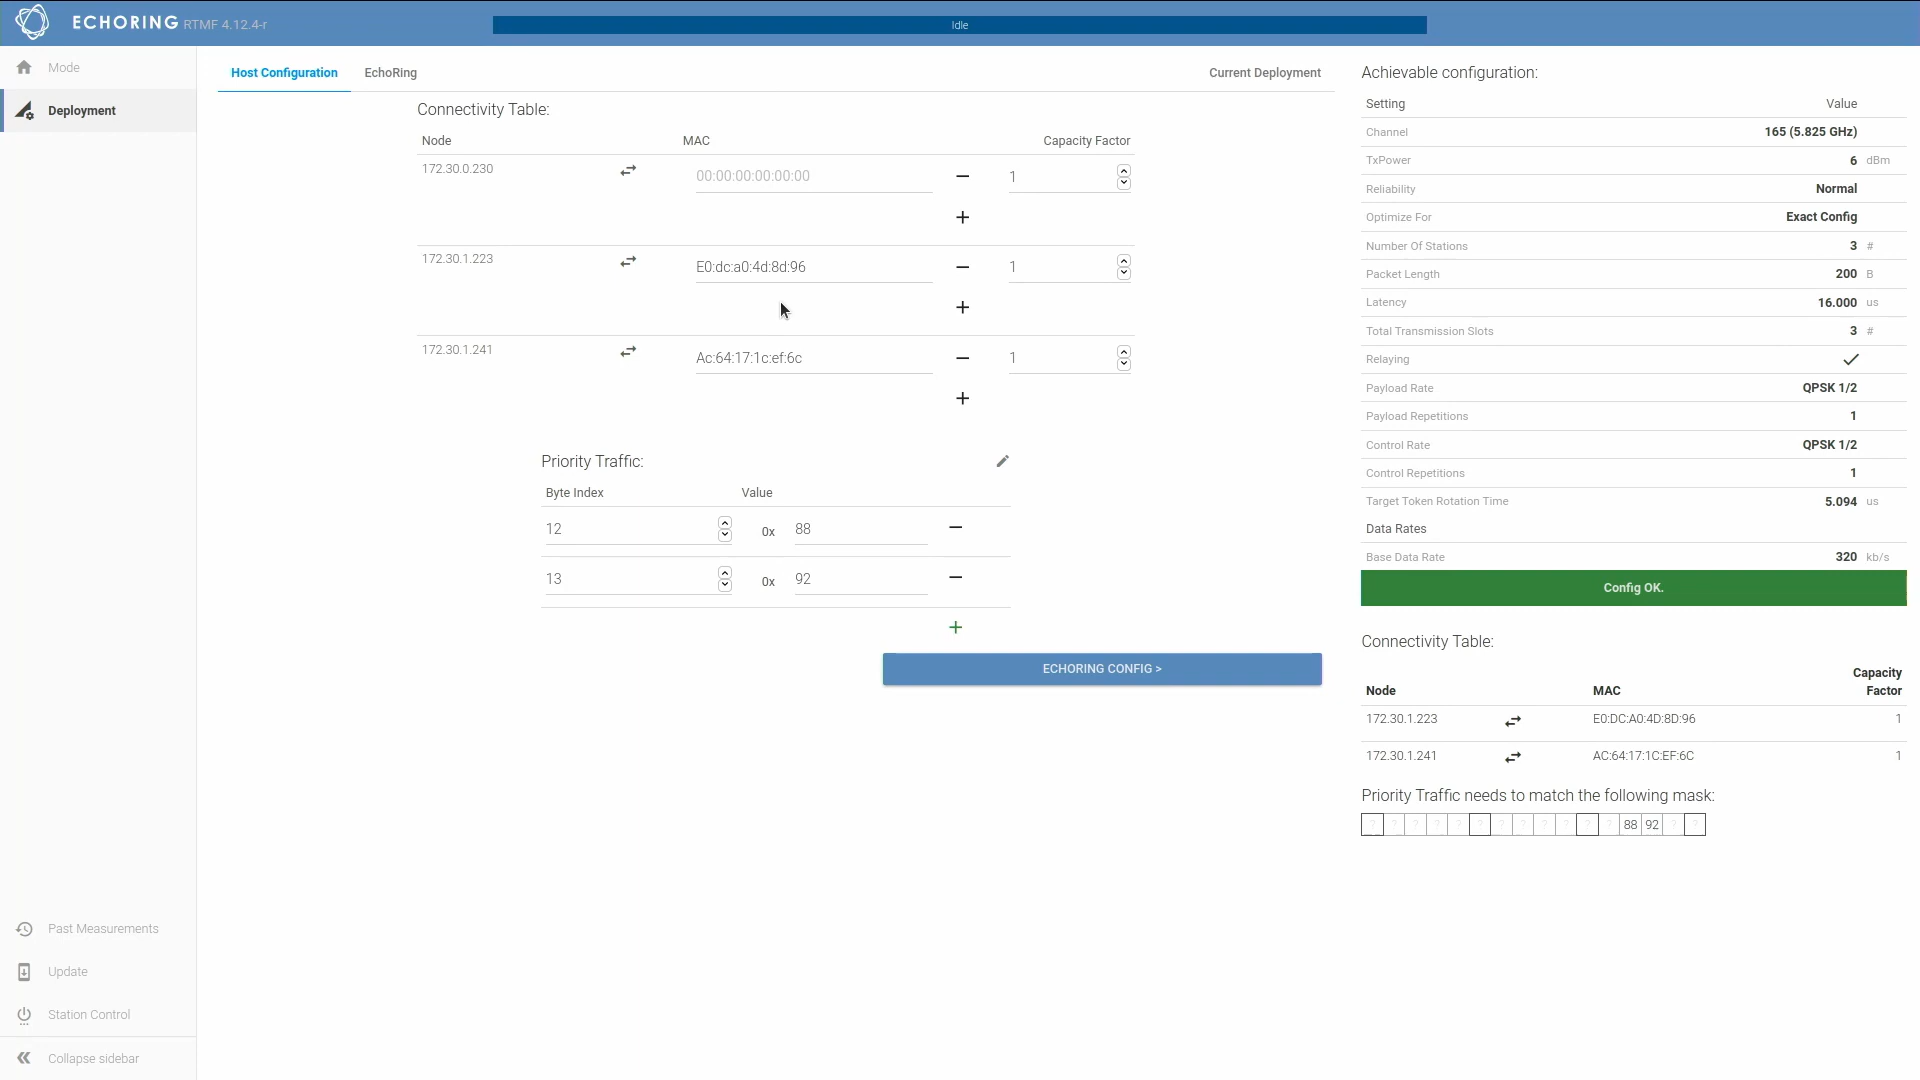 ECHORING RTMF 4.12.4-r
Idle
Mode
Deployment
Past Measurements
Update
Station Control
Collapse sidebar
Host Configuration EchoRing Current Deployment
Connectivity Table:
Node MAC Capacity Factor
172.30.0.230 00:00:00:00:00:00 1
172.30.1.223 E0:dc:a0:4d:8d:96 1
172.30.1.241 Ac:64:17:1c:ef:6c 1
Priority Traffic:
Byte Index Value
12 0x 88
13 0x 92
ECHORING CONFIG >
Achievable configuration:
Setting Value
Channel 165 (5.825 GHz)
TxPower 6 dBm
Reliability Normal
Optimize For Exact Config
Number Of Stations 3 #
Packet Length 200 B
Latency 16.000 us
Total Transmission Slots 3 #
Relaying
Payload Rate QPSK 1/2
Payload Repetitions 1
Control Rate QPSK 1/2
Control Repetitions 1
Target Token Rotation Time 5.094 us
Data Rates
Base Data Rate 320 kb/s
Config OK.
Connectivity Table:
Node MAC Capacity Factor
172.30.1.223 E0:DC:A0:4D:8D:96 1
172.30.1.241 AC:64:17:1C:EF:6C 1
Priority Traffic needs to match the following mask:
? ? ? ? ? ? ? ? ? ? ? ? 88 92 ? ?